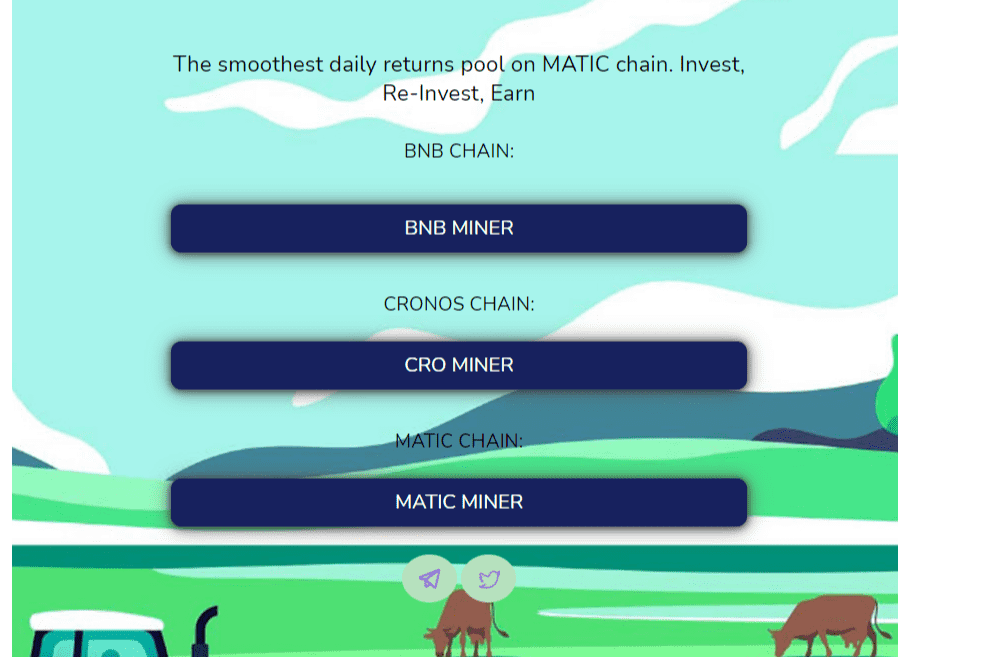 The smoothest daily returns pool on MATIC chain. Invest,
Re-Invest, Earn
BNB CHAIN:
BNB MINER
CRONOS CHAIN:
CRO MINER
MATIC CHAIN:
MATIC MINER